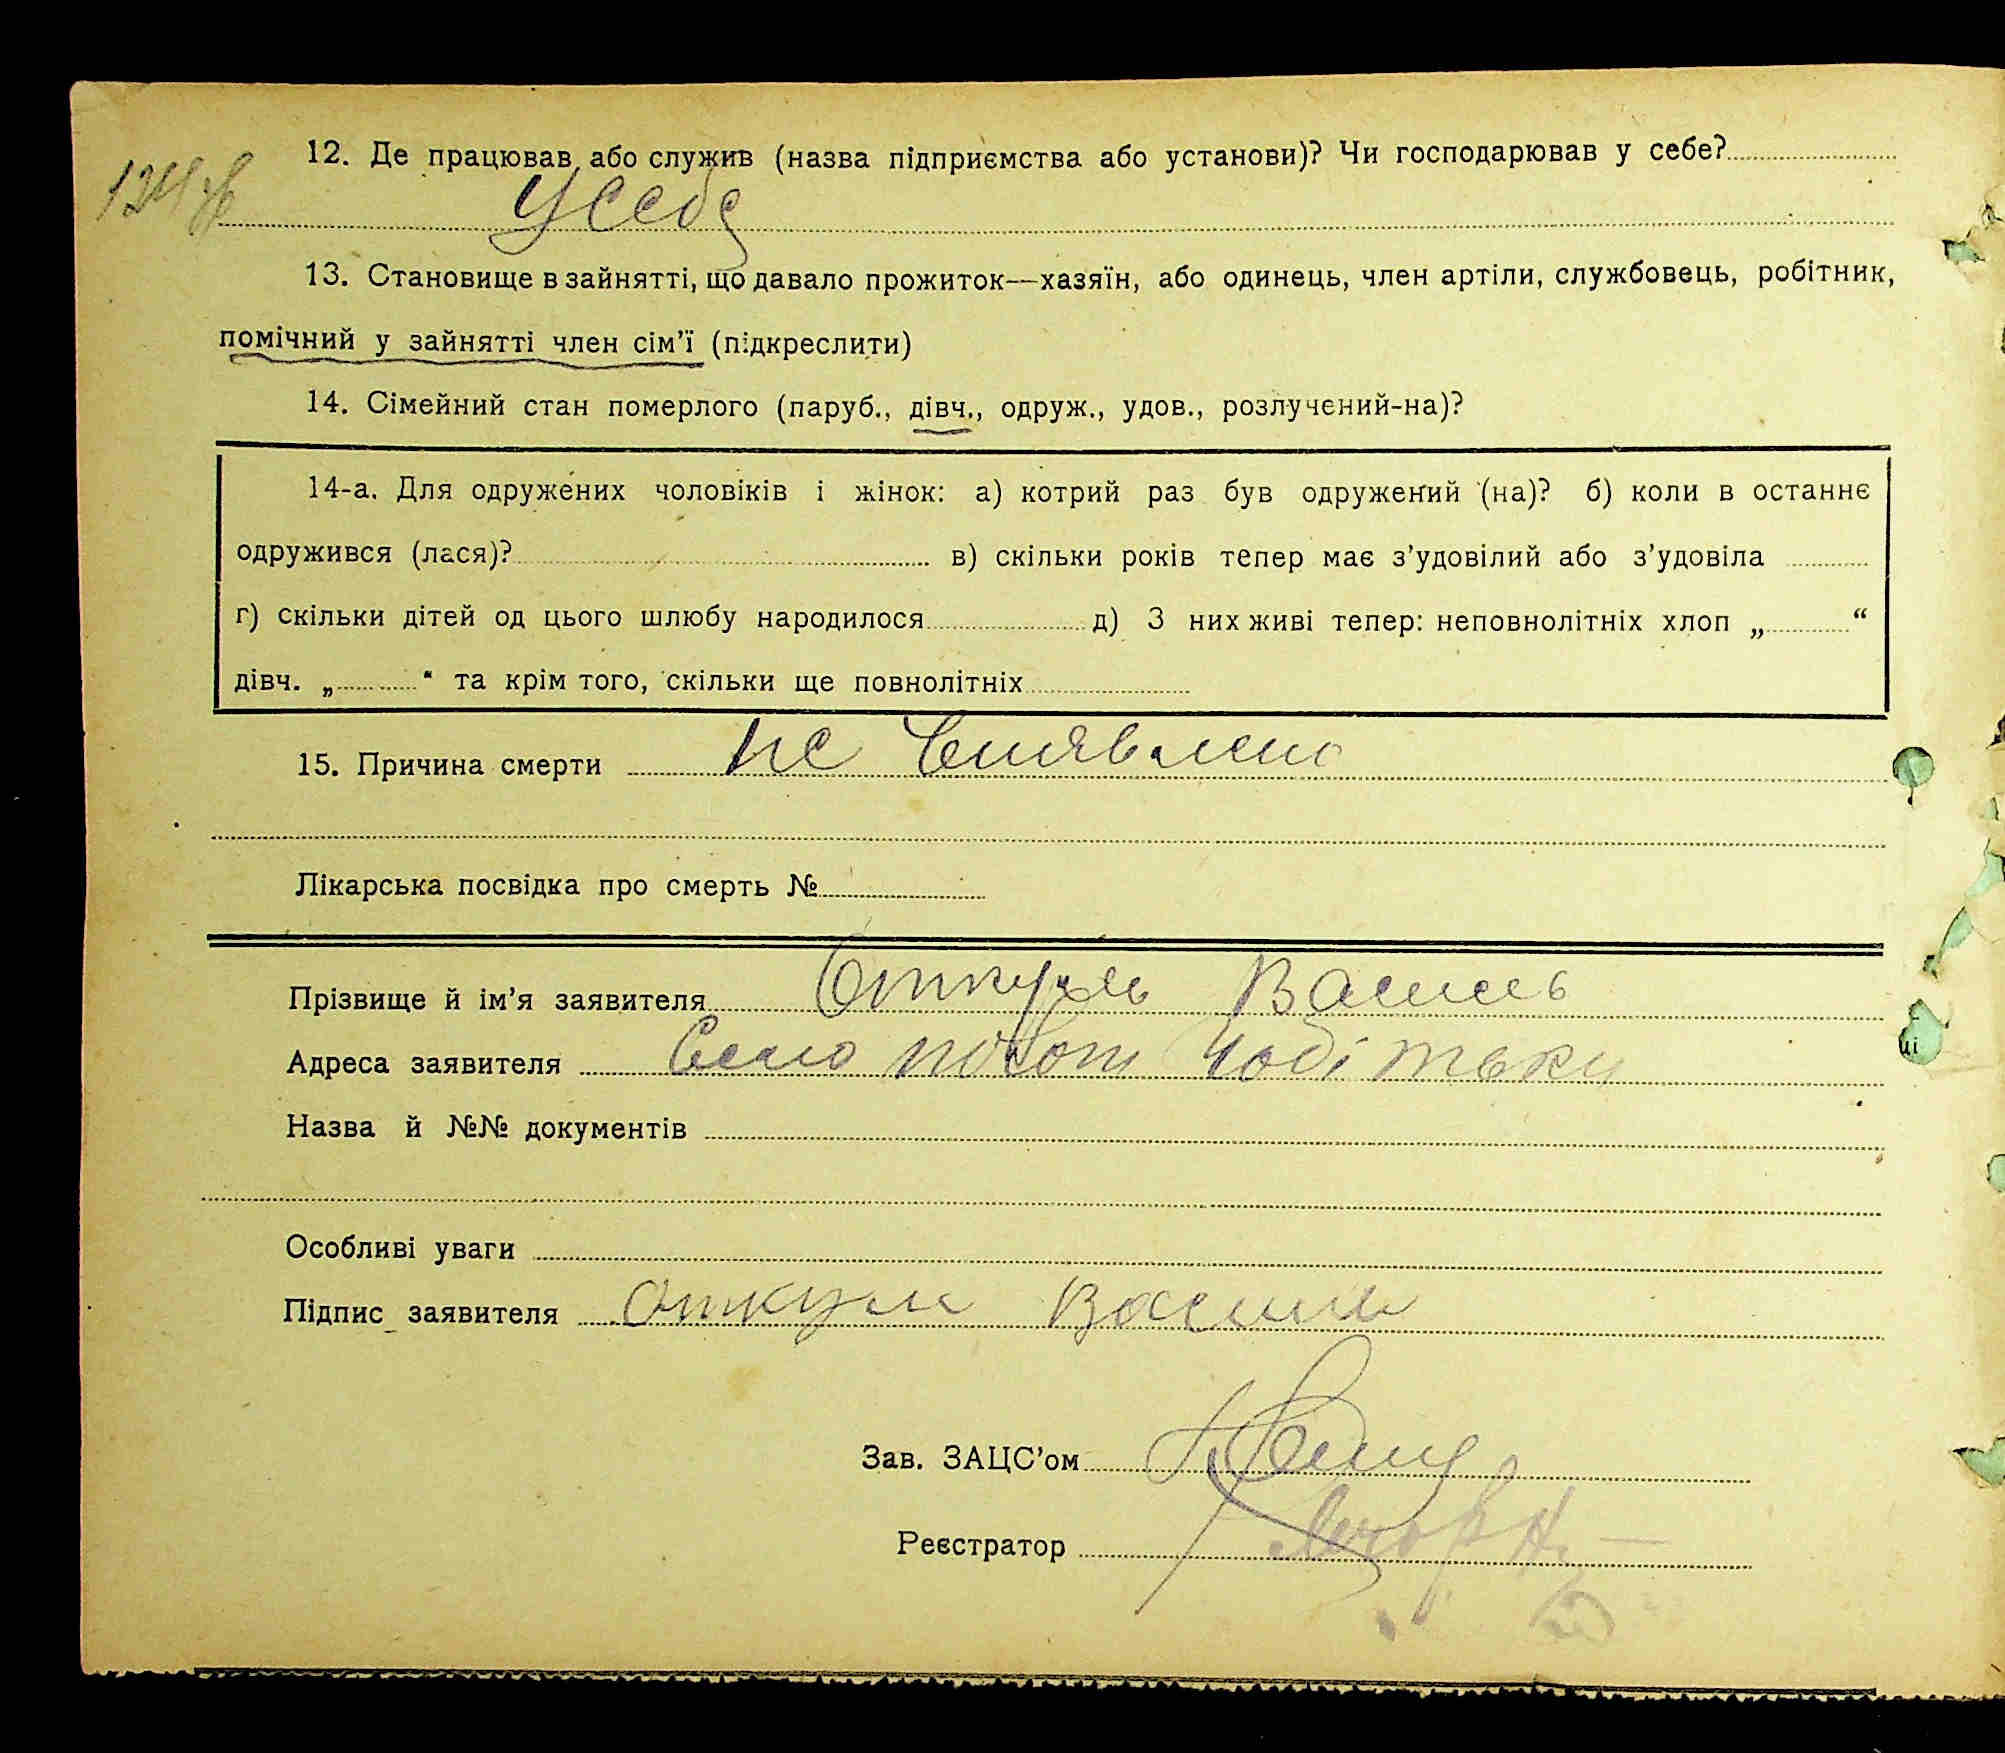 12. Де працював або служив (назва підприємства або установи)? Чи господарював у себе?
У себе
13. Становище в зайнятті, що давало прожиток—хазяїн, або одинець, член артіли, службовець, робітник,
помічний у зайнятті член сім'ї (підкреслити)
14. Сімейний стан померлого (паруб., дівч., одруж., удов., розлучений-на)?
14-а. Для одружених чоловіків і жінок: а) котрий раз був одружений (на)? б) коли в останнє
одружився (лася)? в) скільки років тепер має з'удовілий або з'удовіла
г) скільки дітей од цього шлюбу народилося д) З них живі тепер: неповнолітніх хлоп „ “
дівч. „ “ та крім того, скільки ще повнолітніх
15. Причина смерти не виявлено
Лікарська посвідка про смерть №
Прізвище й ім'я заявителя Откуль Василь
Адреса заявителя Село
Назва й №№ документів
Особливі уваги
Підпис заявителя Откуль Василь
Зав. ЗАЦС'ом
Реєстратор